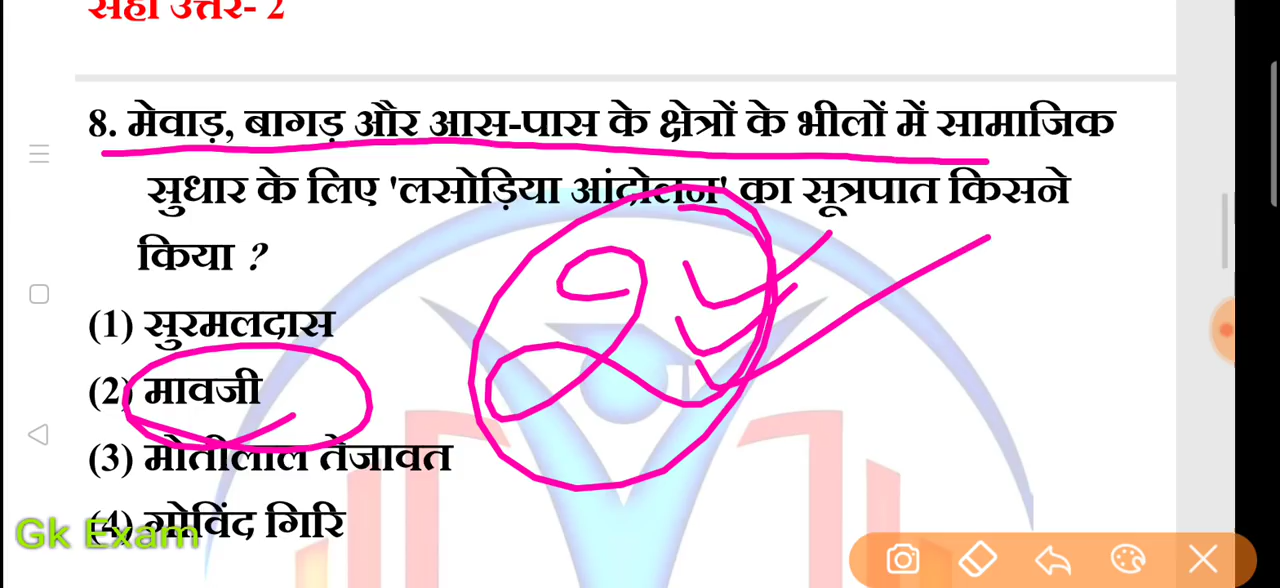 सही उत्तर- 2
8. मेवाड़, बागड़ और आस-पास के क्षेत्रों के भीलों में सामाजिक
सुधार के लिए 'लसोड़िया आंदोलन' का सूत्रपात किसने
किया ?
(1) सुरमलदास
(2) मावजी
2
(3) मोतीलाल तेजावत
(4) गोविंद गिरि
Gk Exam